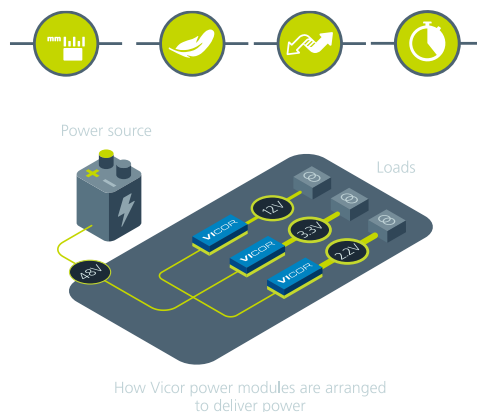 mm
Power source
Loads
12V
VICOR
3.3V
VICOR
2.2V
48V
VICOR
How Vicor power modules are arranged
to deliver power